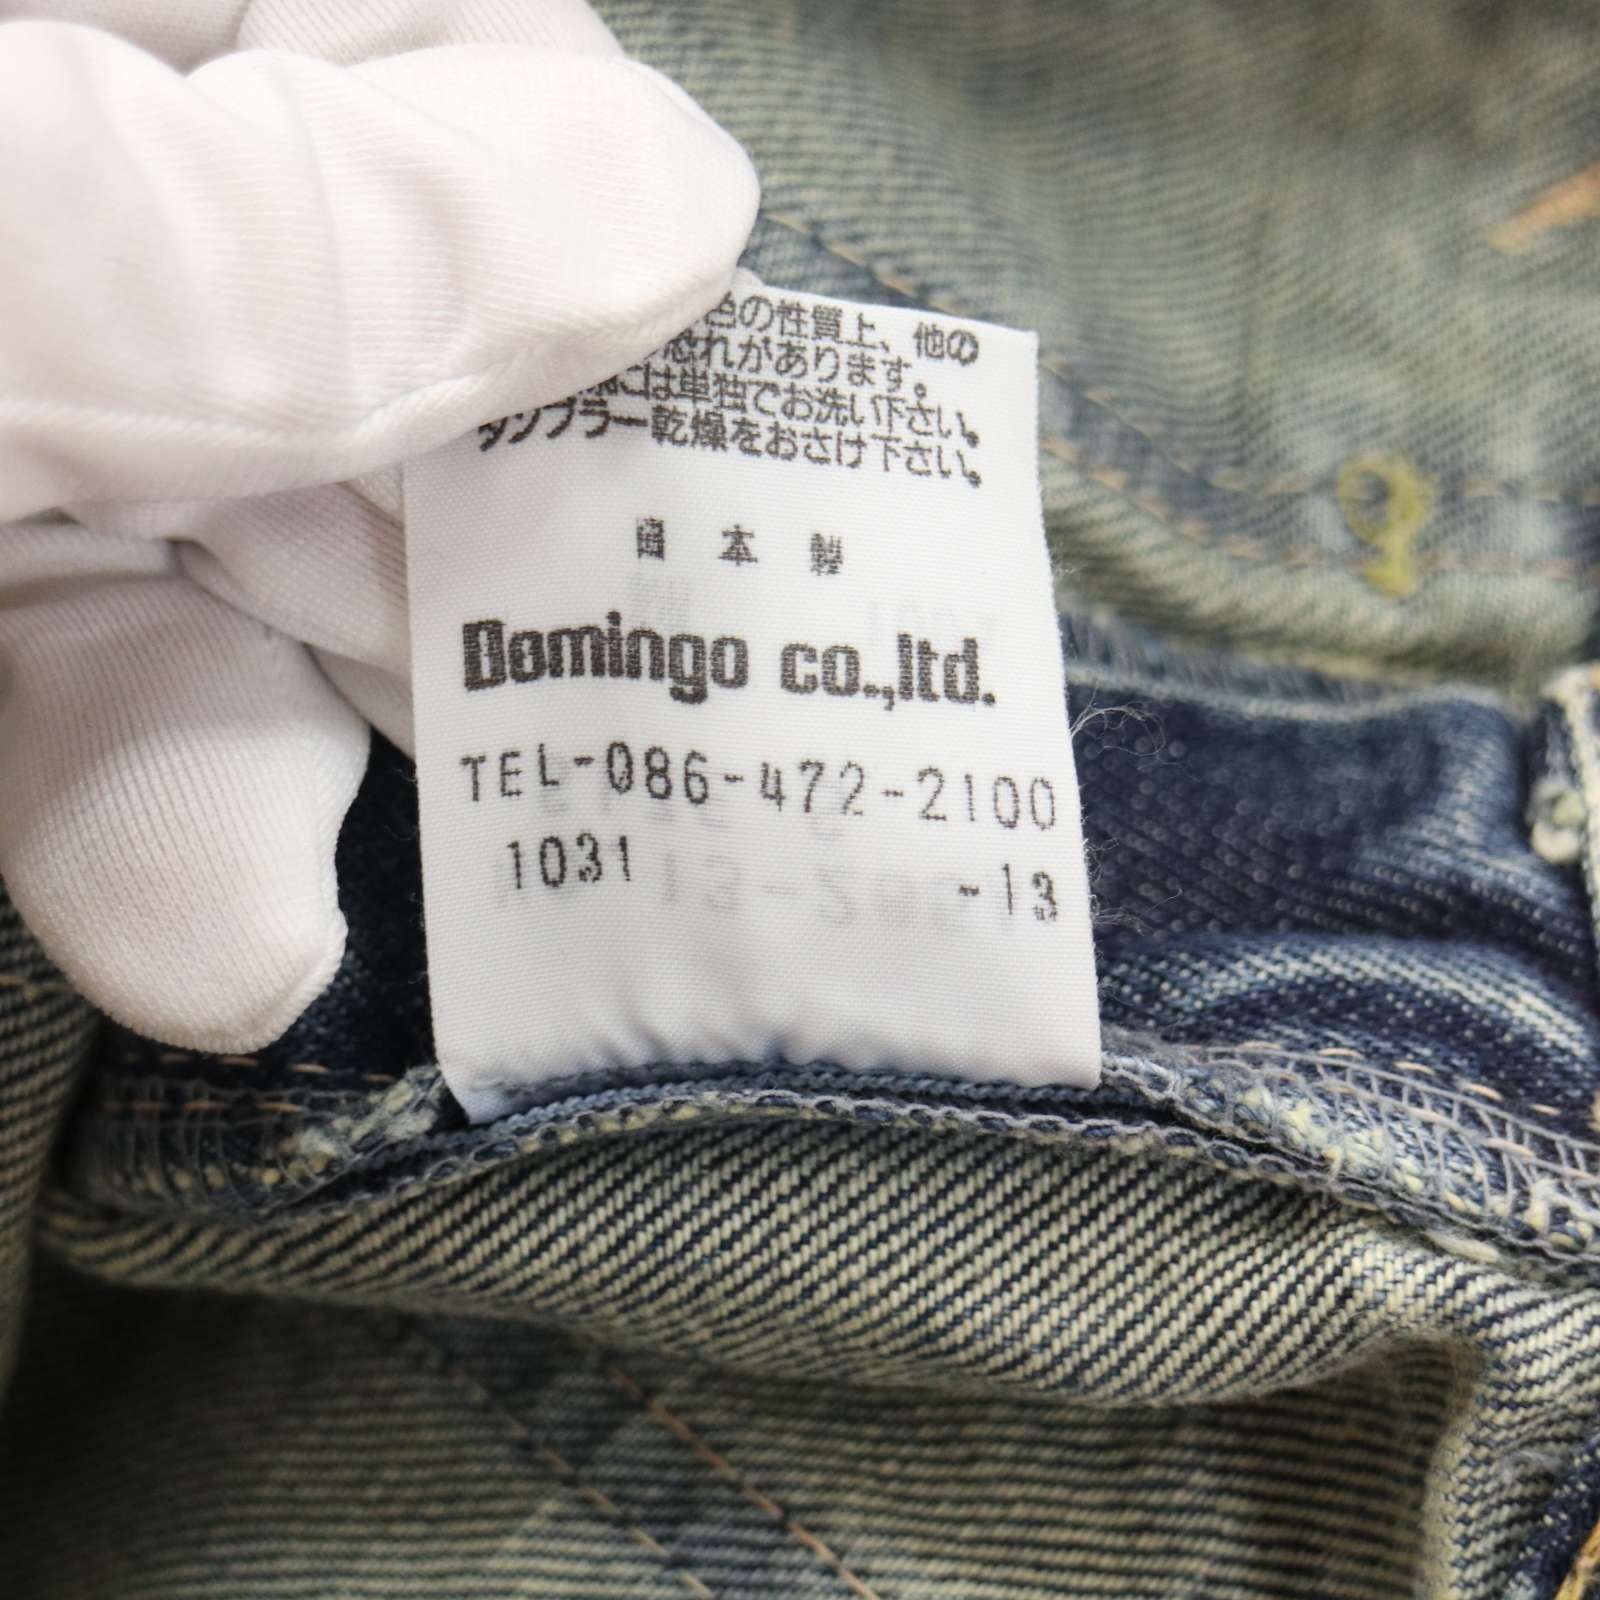 色の性質上、他の
恐れがあります。
には単独でお洗い下さい。
タンブラー乾燥をおさけ下さい。
日本製
Domingo co.,ltd.
TEL-086-472-2100
1031 -13